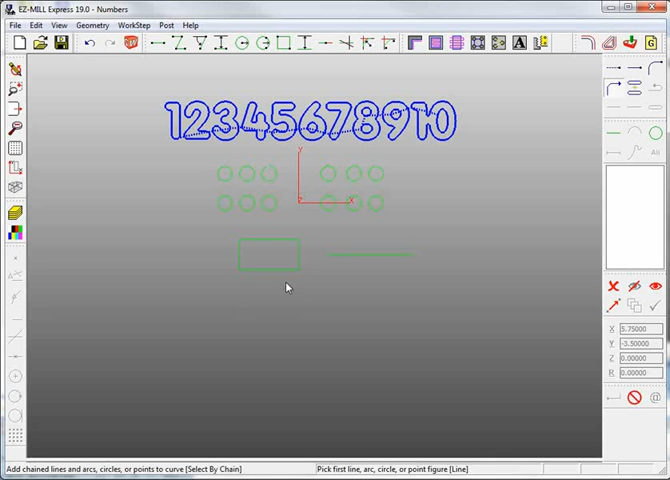 EZ-MILL Express 19.0 - Numbers
File Edit View Geometry WorkStep Post Help
A G
12345678910
Y
X
Z
All
X 5.75000
Y -3.50000
Z 0.00000
R 0.00000
@
Add chained lines and arcs, circles, or points to curve [Select By Chain] Pick first line, arc, circle, or point figure [Line]